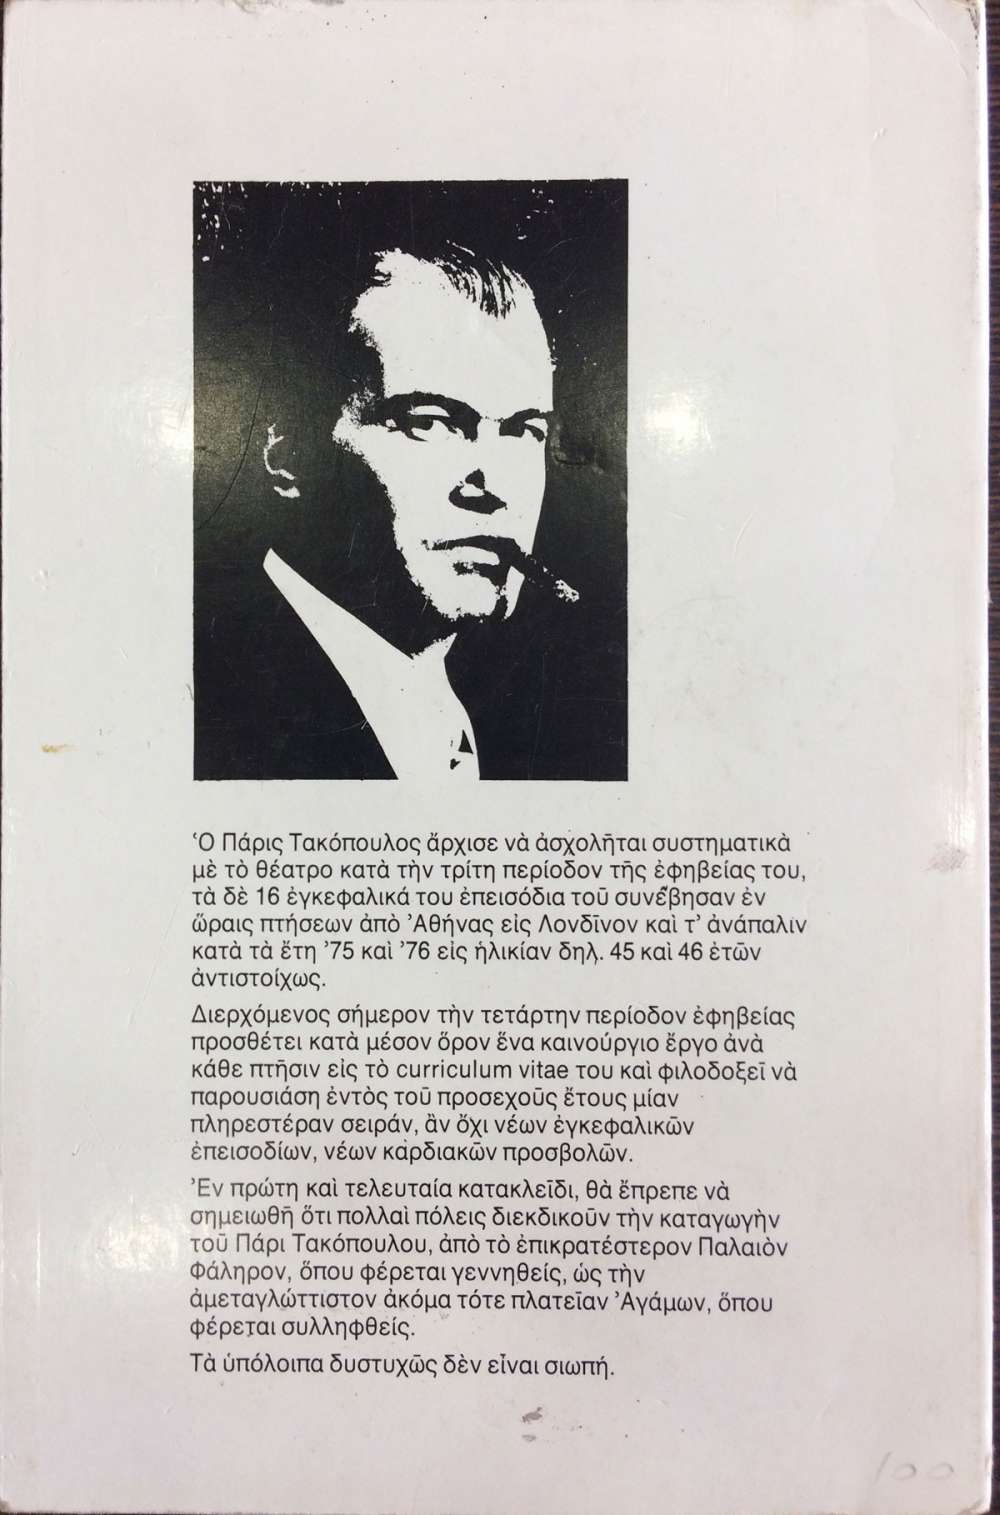 Ὁ Πάρις Τακόπουλος ἄρχισε νὰ ἀσχολῆται συστηματικὰ
μὲ τὸ θέατρο κατὰ τὴν τρίτη περίοδον τῆς ἐφηβείας του,
τὰ δὲ 16 ἐγκεφαλικά του ἐπεισόδια τοῦ συνέβησαν ἐν
ὥραις πτήσεων ἀπὸ Ἀθήνας εἰς Λονδῖνον καὶ τ' ἀνάπαλιν
κατὰ τὰ ἔτη '75 καὶ '76 εἰς ἡλικίαν δηλ. 45 καὶ 46 ἐτῶν
ἀντιστοίχως.
Διερχόμενος σήμερον τὴν τετάρτην περίοδον ἐφηβείας
προσθέτει κατὰ μέσον ὅρον ἕνα καινούργιο ἔργο ἀνὰ
κάθε πτῆσιν εἰς τὸ curriculum vitae του καὶ φιλοδοξεῖ νὰ
παρουσιάση ἐντὸς τοῦ προσεχοῦς ἔτους μίαν
πληρεστέραν σειράν, ἂν ὄχι νέων ἐγκεφαλικῶν
ἐπεισοδίων, νέων καρδιακῶν προσβολῶν.
Ἐν πρώτη καὶ τελευταία κατακλεῖδι, θὰ ἔπρεπε νὰ
σημειωθῆ ὅτι πολλαὶ πόλεις διεκδικοῦν τὴν καταγωγὴν
τοῦ Πάρι Τακόπουλου, ἀπὸ τὸ ἐπικρατέστερον Παλαιὸν
Φάληρον, ὅπου φέρεται γεννηθείς, ὡς τὴν
ἀμεταγλώττιστον ἀκόμα τότε πλατεῖαν Ἀγάμων, ὅπου
φέρεται συλληφθείς.
Τὰ ὑπόλοιπα δυστυχῶς δὲν εἶναι σιωπή.
100